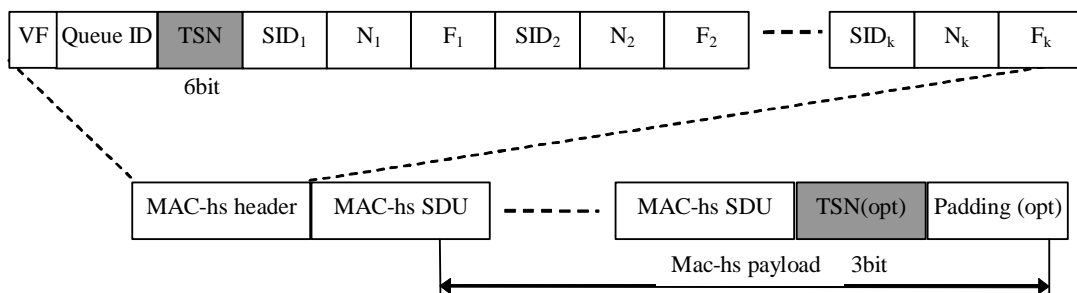 VF Queue ID TSN SID₁ N₁ F₁ SID₂ N₂ F₂ SIDₖ Nₖ Fₖ
6bit
MAC-hs header MAC-hs SDU MAC-hs SDU TSN(opt) Padding (opt)
Mac-hs payload 3bit